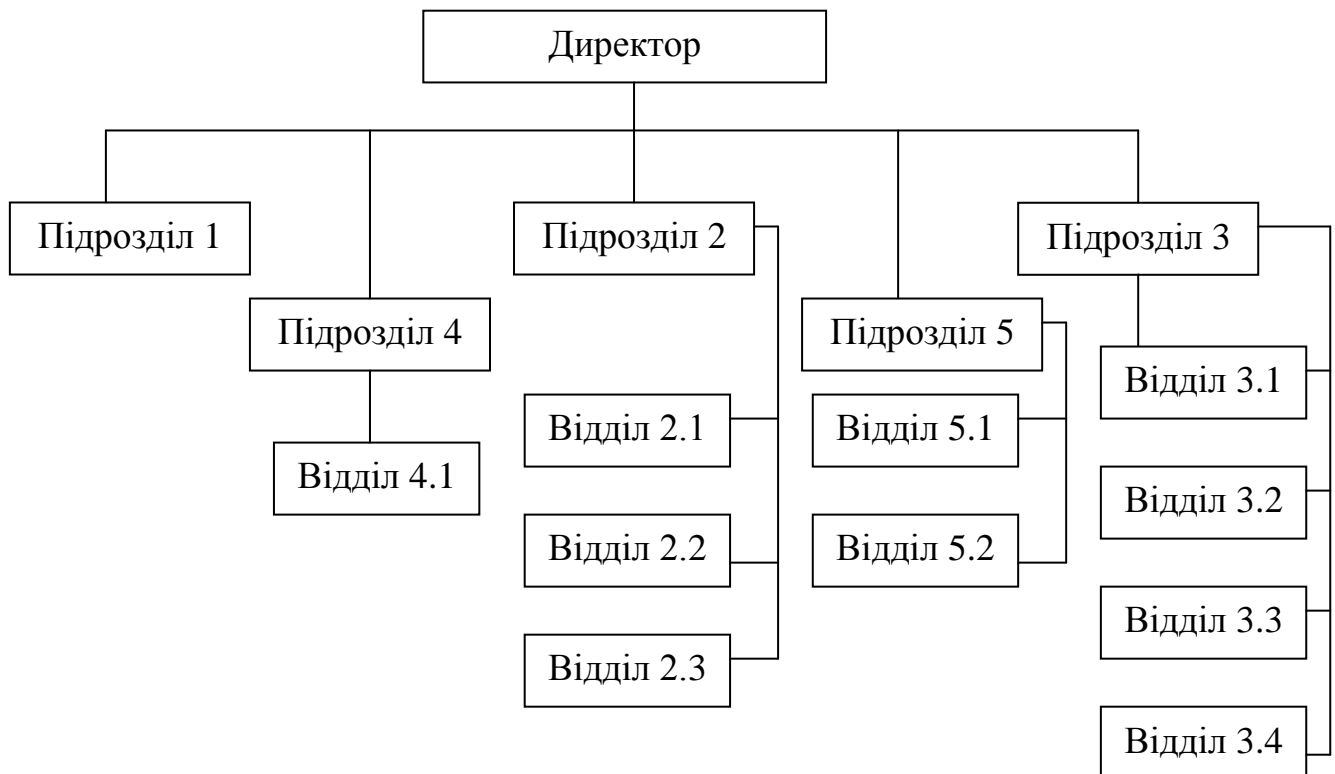 Директор
Підрозділ 1
Підрозділ 2
Підрозділ 3
Підрозділ 4
Підрозділ 5
Відділ 3.1
Відділ 2.1
Відділ 5.1
Відділ 4.1
Відділ 3.2
Відділ 2.2
Відділ 5.2
Відділ 3.3
Відділ 2.3
Відділ 3.4